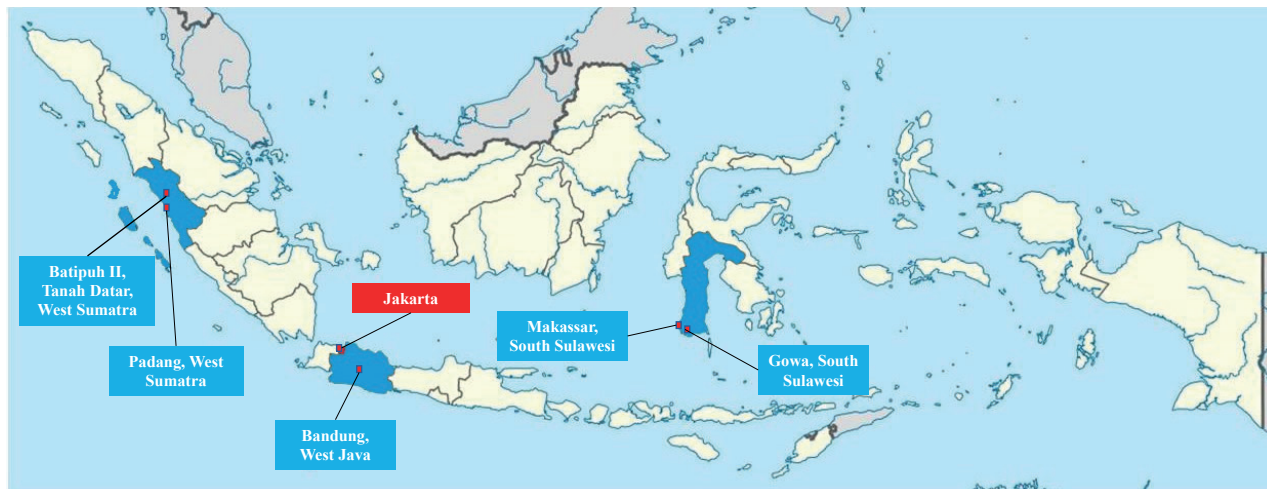 Batipuh II,
Tanah Datar,
West Sumatra
Padang, West
Sumatra
Jakarta
Bandung,
West Java
Makassar,
South Sulawesi
Gowa, South
Sulawesi